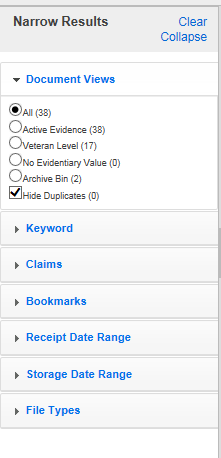 Narrow Results
Clear
Collapse
Document Views
All (38)
Active Evidence (38)
Veteran Level (17)
No Evidentiary Value (0)
Archive Bin (2)
Hide Duplicates (0)
Keyword
Claims
Bookmarks
Receipt Date Range
Storage Date Range
File Types